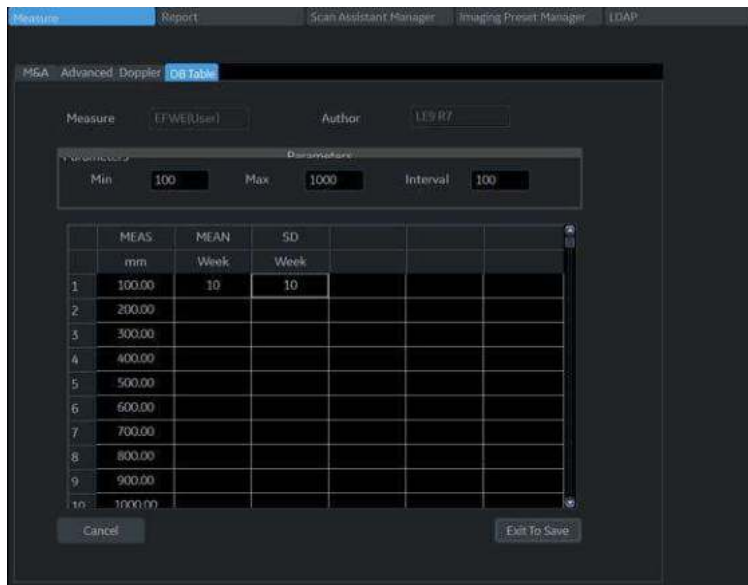 Measure Report Scan Assistant Manager Imaging Preset Manager LDAP
M&A Advanced Doppler OB Table
Measure EFWE(User) Author LE9 R7
Parameters Parameters
Min 100 Max 1000 Interval 100
MEAS MEAN SD
mm Week Week
1 100.00 10 10
2 200.00
3 300.00
4 400.00
5 500.00
6 600.00
7 700.00
8 800.00
9 900.00
10 1000.00
Cancel Exit To Save